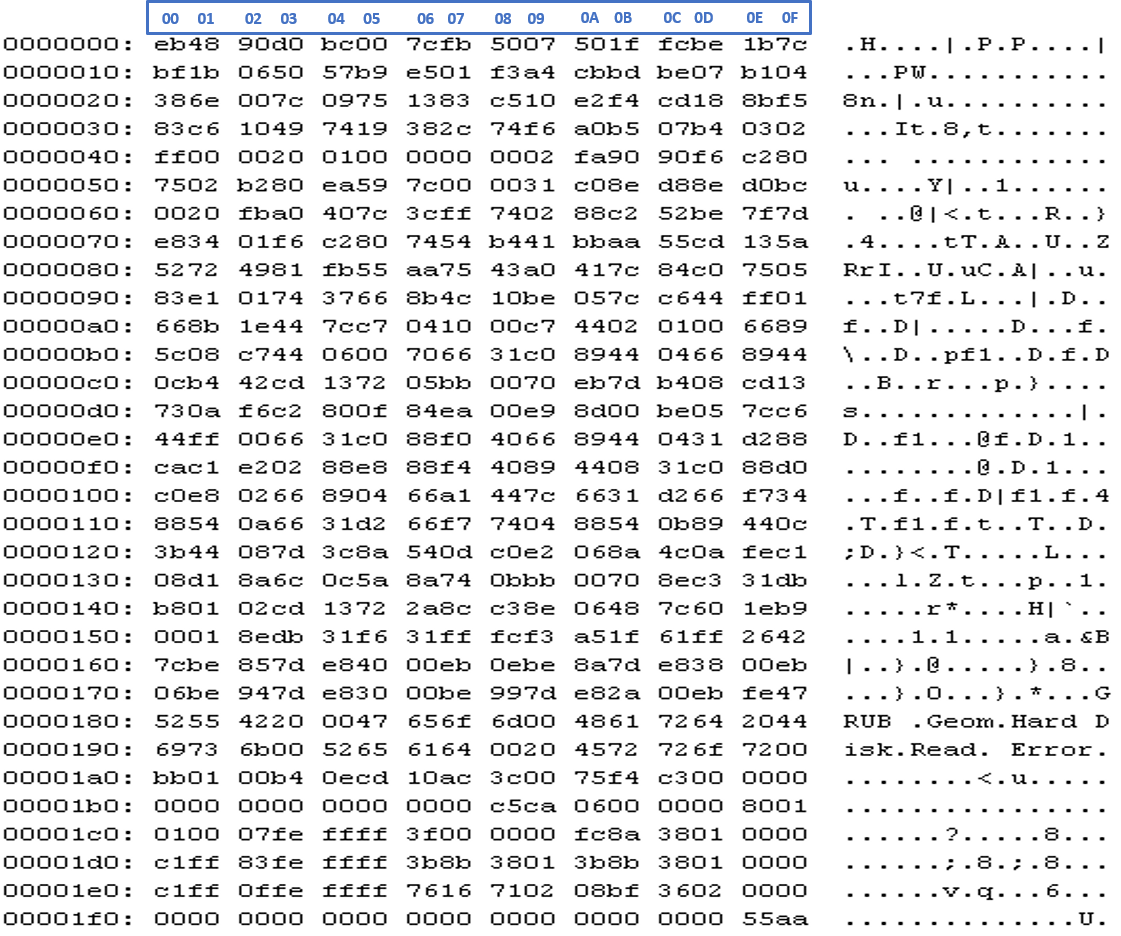 00 01 02 03 04 05 06 07 08 09 0A 0B 0C 0D 0E 0F
0000000: eb48 90d0 bc00 7cfb 5007 501f fcbe 1b7c .H....|.P.P....|
0000010: bf1b 0650 57b9 e501 f3a4 cbbd be07 b104 ...PW...........
0000020: 386e 007c 0975 1383 c510 e2f4 cd18 8bf5 8n.|.u..........
0000030: 83c6 1049 7419 382c 74f6 a0b5 07b4 0302 ...It.8,t.......
0000040: ff00 0020 0100 0000 0002 fa90 90f6 c280 ... ............
0000050: 7502 b280 ea59 7c00 0031 c08e d88e d0bc u....Y|..1......
0000060: 0020 fba0 407c 3cff 7402 88c2 52be 7f7d . ..@|<.t...R..}
0000070: e834 01f6 c280 7454 b441 bbaa 55cd 135a .4....tT.A..U..Z
0000080: 5272 4981 fb55 aa75 43a0 417c 84c0 7505 RrI..U.uC.A|..u.
0000090: 83e1 0174 3766 8b4c 10be 057c c644 ff01 ...t7f.L...|.D..
00000a0: 668b 1e44 7cc7 0410 00c7 4402 0100 6689 f..D|.....D...f.
00000b0: 5c08 c744 0600 7066 31c0 8944 0466 8944 \..D..pf1..D.f.D
00000c0: 0cb4 42cd 1372 05bb 0070 eb7d b408 cd13 ..B..r...p.}....
00000d0: 730a f6c2 800f 84ea 00e9 8d00 be05 7cc6 s.............|.
00000e0: 44ff 0066 31c0 88f0 4066 8944 0431 d288 D..f1...@f.D.1..
00000f0: cac1 e202 88e8 88f4 4089 4408 31c0 88d0 ........@.D.1...
0000100: c0e8 0266 8904 66a1 447c 6631 d266 f734 ...f..f.D|f1.f.4
0000110: 8854 0a66 31d2 66f7 7404 8854 0b89 440c .T.f1.f.t..T..D.
0000120: 3b44 087d 3c8a 540d c0e2 068a 4c0a fec1 ;D.}<.T.....L...
0000130: 08d1 8a6c 0c5a 8a74 0bbb 0070 8ec3 31db ...l.Z.t...p..1.
0000140: b801 02cd 1372 2a8c c38e 0648 7c60 1eb9 .....r*....H|`..
0000150: 0001 8edb 31f6 31ff fcf3 a51f 61ff 2642 ....1.1.....a.&B
0000160: 7cbe 857d e840 00eb 0ebe 8a7d e838 00eb |..}.@.....}.8..
0000170: 06be 947d e830 00be 997d e82a 00eb fe47 ...}.0...}.*...G
0000180: 5255 4220 0047 656f 6d00 4861 7264 2044 RUB .Geom.Hard D
0000190: 6973 6b00 5265 6164 0020 4572 726f 7200 isk.Read. Error.
00001a0: bb01 00b4 0ecd 10ac 3c00 75f4 c300 0000 ........<.u.....
00001b0: 0000 0000 0000 0000 c5ca 0600 0000 8001 ................
00001c0: 0100 07fe ffff 3f00 0000 fc8a 3801 0000 ......?.....8...
00001d0: c1ff 83fe ffff 3b8b 3801 3b8b 3801 0000 ......;.8.;.8...
00001e0: c1ff 0ffe ffff 7616 7102 08bf 3602 0000 ......v.q...6...
00001f0: 0000 0000 0000 0000 0000 0000 0000 55aa ..............U.